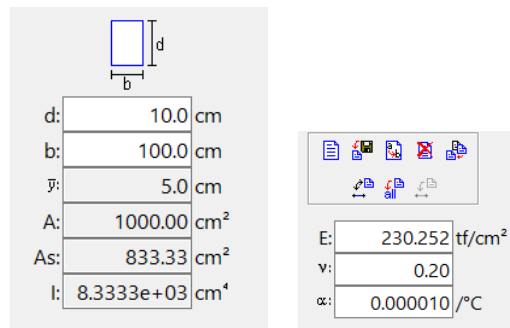 d
b
d: 10.0 cm
b: 100.0 cm
y̅: 5.0 cm
A: 1000.00 cm²
As: 833.33 cm²
I: 8.3333e+03 cm⁴
a b
all
E: 230.252 tf/cm²
ν: 0.20
α: 0.000010 /°C